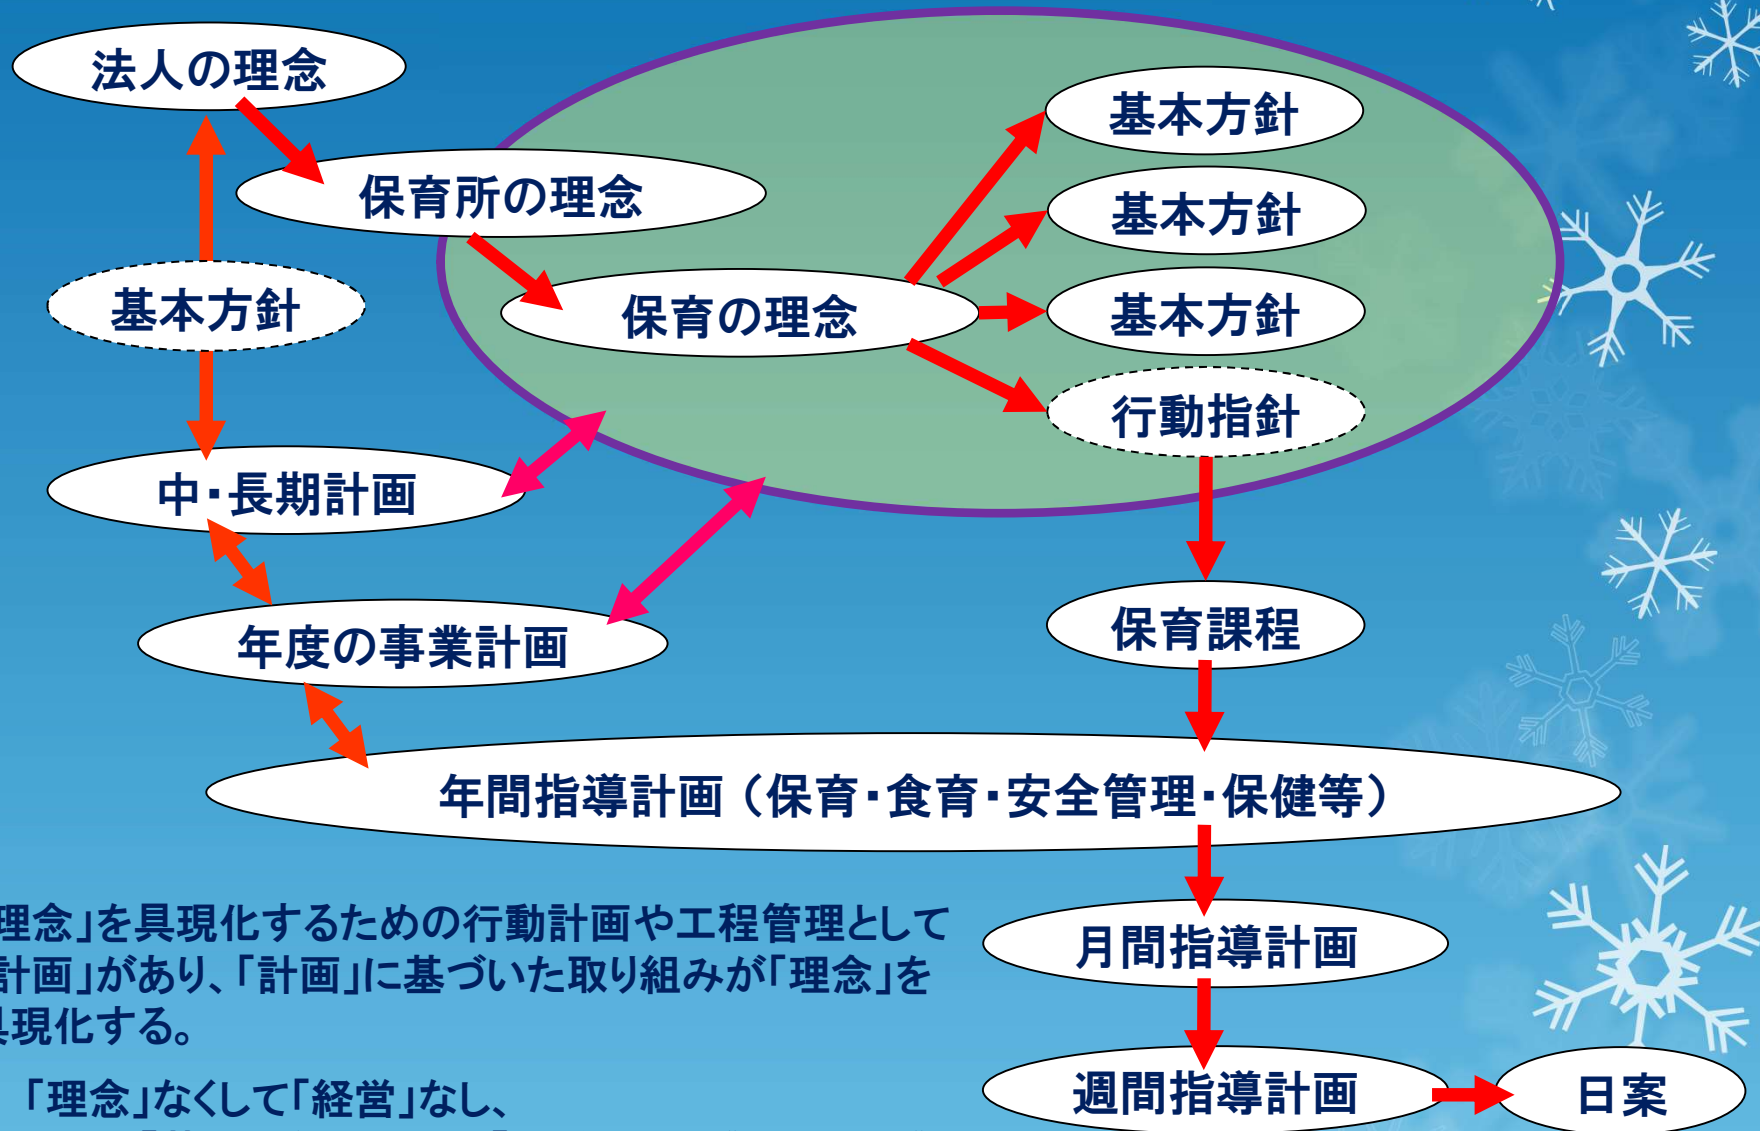 法人の理念
保育所の理念
基本方針
保育の理念
基本方針
基本方針
基本方針
行動指針
中・長期計画
年度の事業計画
保育課程
年間指導計画（保育・食育・安全管理・保健等）
月間指導計画
週間指導計画
日案
理念」を具現化するための行動計画や工程管理として
計画」があり、「計画」に基づいた取り組みが「理念」を
具現化する。
「理念」なくして「経営」なし、